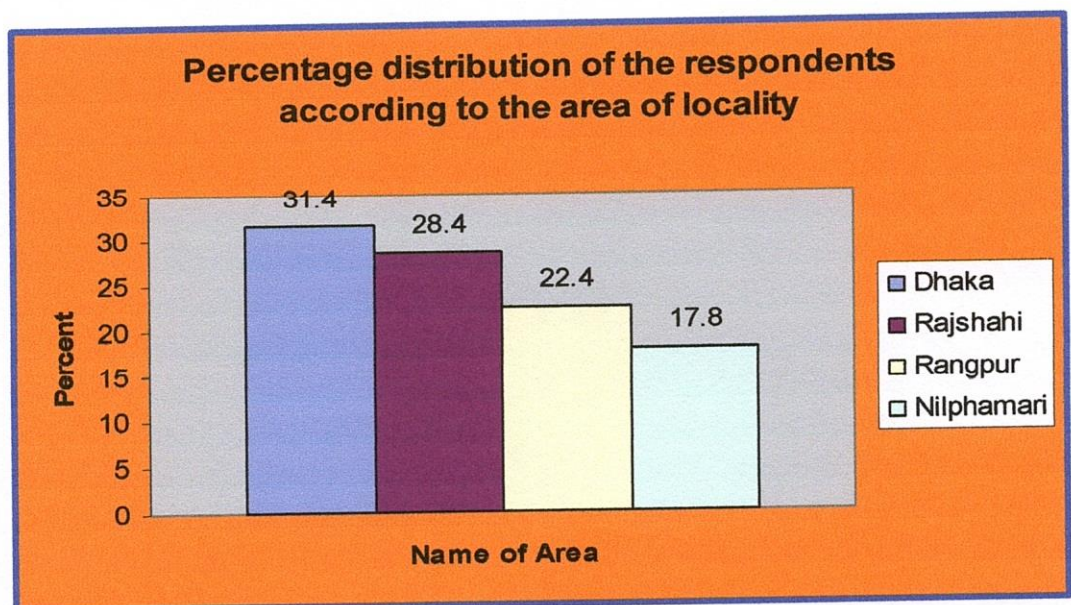 Percentage distribution of the respondents
according to the area of locality
35
30
25
20
15
10
5
0
Percent
31.4
28.4
22.4
17.8
Name of Area
Dhaka
Rajshahi
Rangpur
Nilphamari